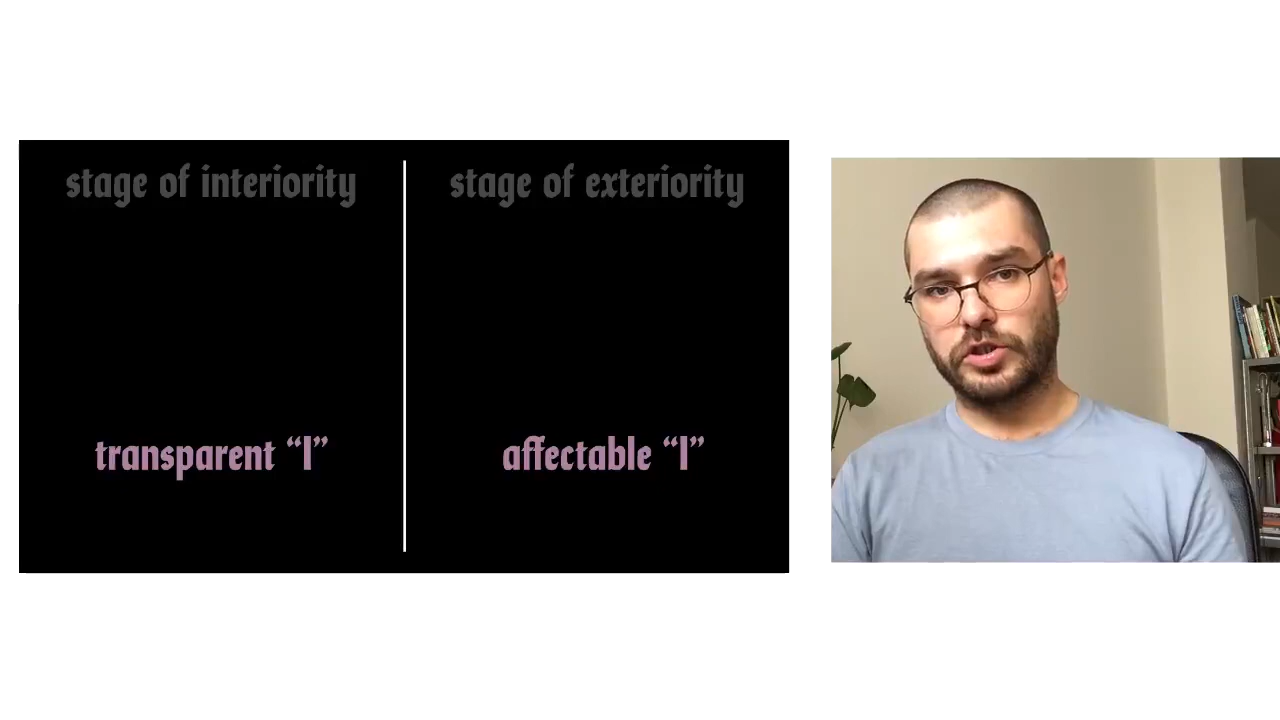 stage of interiority
stage of exteriority
transparent “I”
affectable “I”